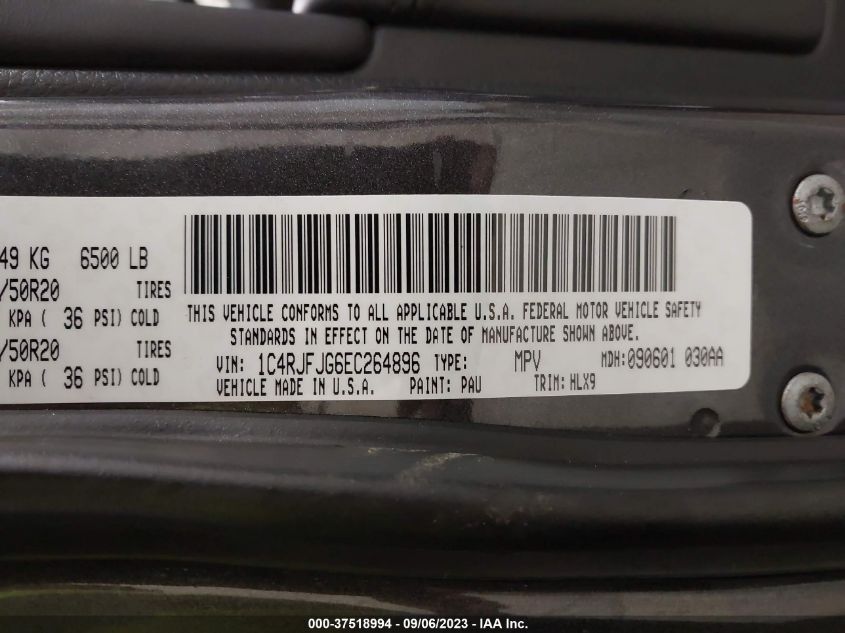 49 KG 6500 LB
/50R20 TIRES
KPA ( 36 PSI) COLD
/50R20 TIRES
KPA ( 36 PSI) COLD
THIS VEHICLE CONFORMS TO ALL APPLICABLE U.S.A. FEDERAL MOTOR VEHICLE SAFETY
STANDARDS IN EFFECT ON THE DATE OF MANUFACTURE SHOWN ABOVE.
VIN: 1C4RJFJG6EC264896 TYPE: MPV MDH:090601 030AA
VEHICLE MADE IN U.S.A. PAINT: PAU TRIM: HLX9
000-37518994 - 09/06/2023 - IAA Inc.